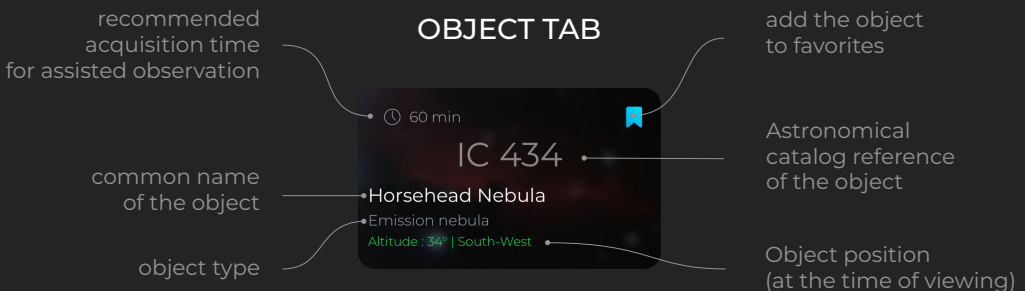 OBJECT TAB
recommended
acquisition time
for assisted observation
common name
of the object
object type
60 min
IC 434
Horsehead Nebula
Emission nebula
Altitude : 34° | South-West
add the object
to favorites
Astronomical
catalog reference
of the object
Object position
(at the time of viewing)